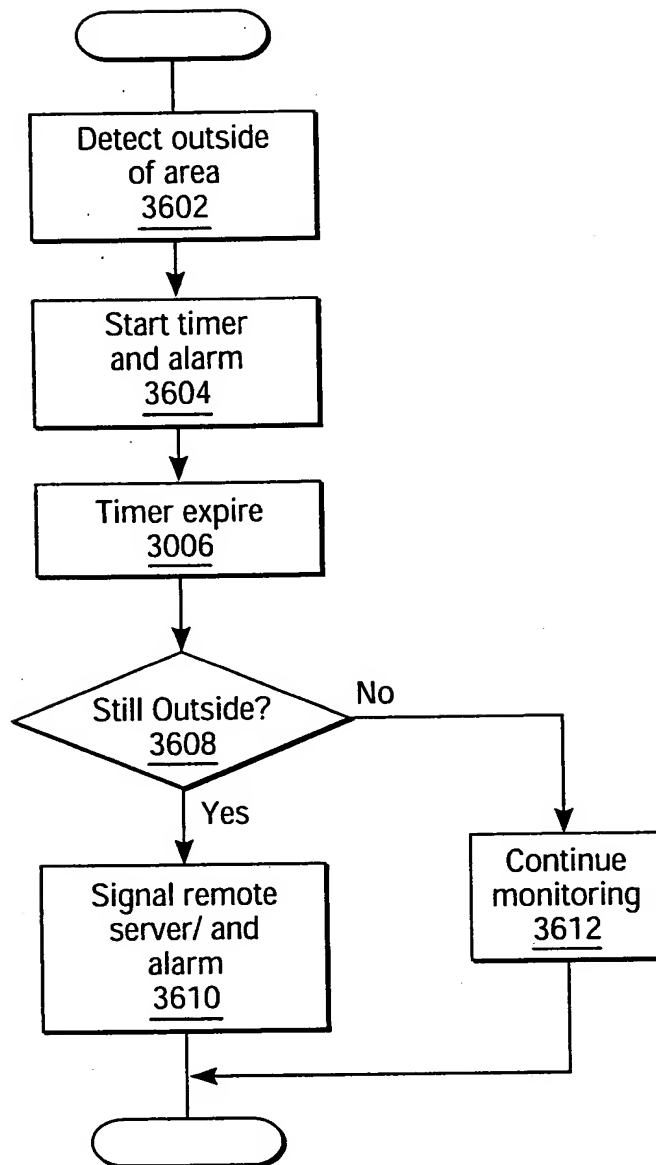 Detect outside
of area
3602
Start timer
and alarm
3604
Timer expire
3006
Still Outside?
3608
No
Yes
Signal remote
server/ and
alarm
3610
Continue
monitoring
3612